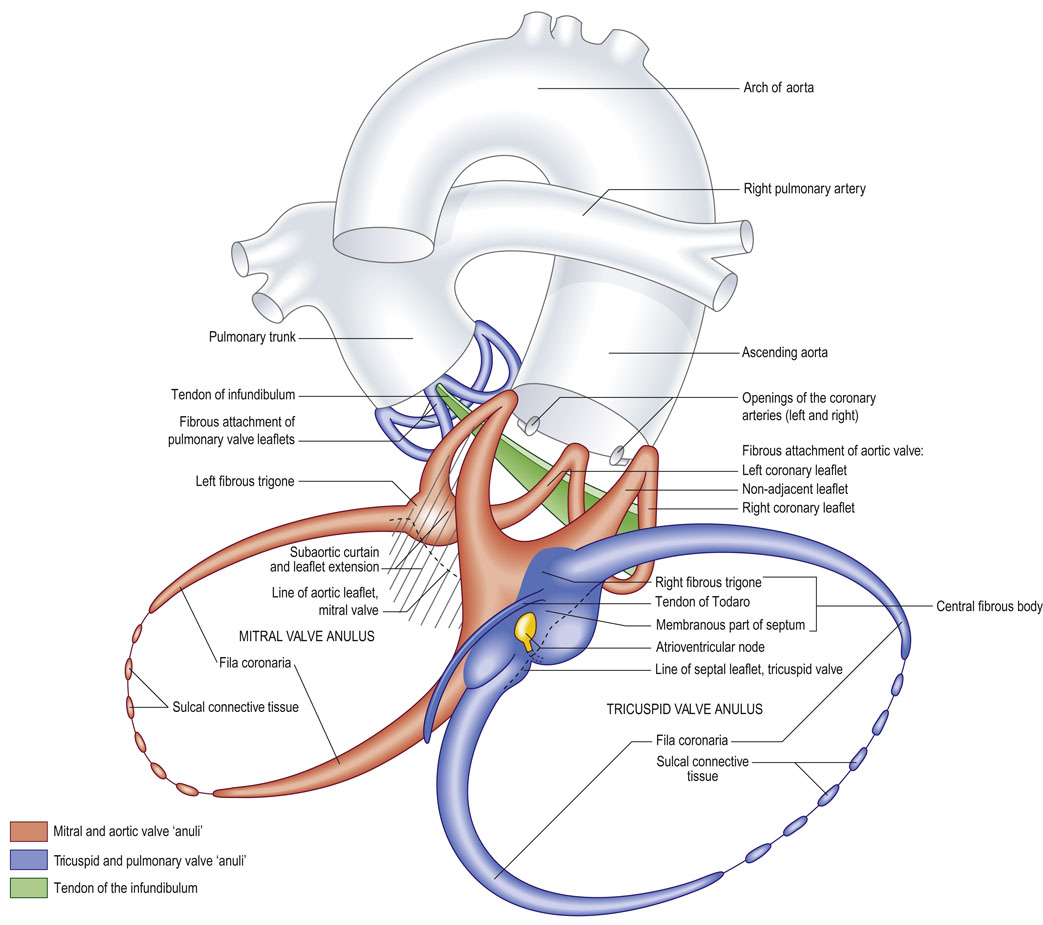 Arch of aorta
Right pulmonary artery
Pulmonary trunk
Ascending aorta
Tendon of infundibulum
Openings of the coronary
arteries (left and right)
Fibrous attachment of
pulmonary valve leaflets
Fibrous attachment of aortic valve:
Left coronary leaflet
Non-adjacent leaflet
Right coronary leaflet
Left fibrous trigone
Subaortic curtain
and leaflet extension
Line of aortic leaflet,
mitral valve
MITRAL VALVE ANULUS
Fila coronaria
Sulcal connective tissue
Right fibrous trigone
Tendon of Todaro
Membranous part of septum
Central fibrous body
Atrioventricular node
Line of septal leaflet, tricuspid valve
TRICUSPID VALVE ANULUS
Fila coronaria
Sulcal connective
tissue
Mitral and aortic valve ‘anuli’
Tricuspid and pulmonary valve ‘anuli’
Tendon of the infundibulum